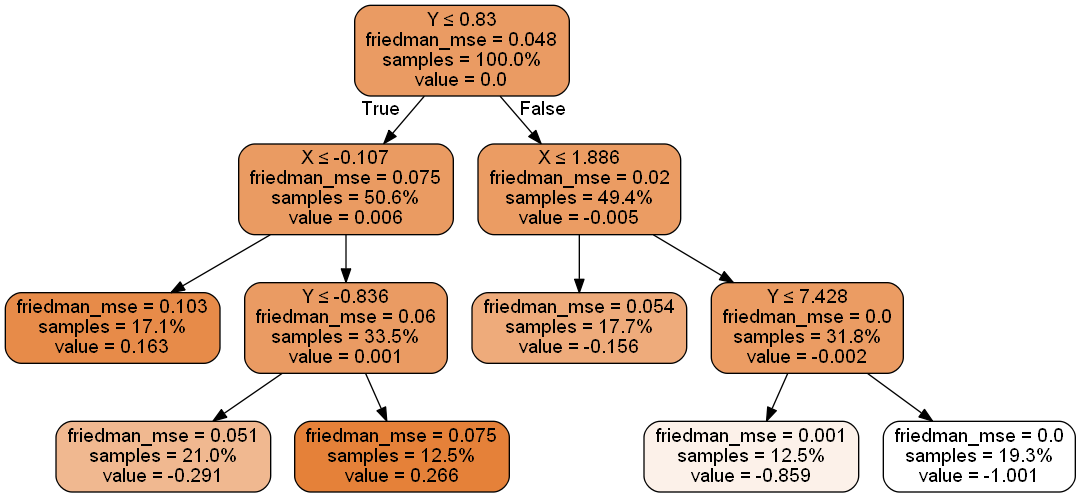 Y ≤ 0.83
friedman_mse = 0.048
samples = 100.0%
value = 0.0
True
False
X ≤ -0.107
friedman_mse = 0.075
samples = 50.6%
value = 0.006
X ≤ 1.886
friedman_mse = 0.02
samples = 49.4%
value = -0.005
friedman_mse = 0.103
samples = 17.1%
value = 0.163
Y ≤ -0.836
friedman_mse = 0.06
samples = 33.5%
value = 0.001
friedman_mse = 0.054
samples = 17.7%
value = -0.156
Y ≤ 7.428
friedman_mse = 0.0
samples = 31.8%
value = -0.002
friedman_mse = 0.051
samples = 21.0%
value = -0.291
friedman_mse = 0.075
samples = 12.5%
value = 0.266
friedman_mse = 0.001
samples = 12.5%
value = -0.859
friedman_mse = 0.0
samples = 19.3%
value = -1.001